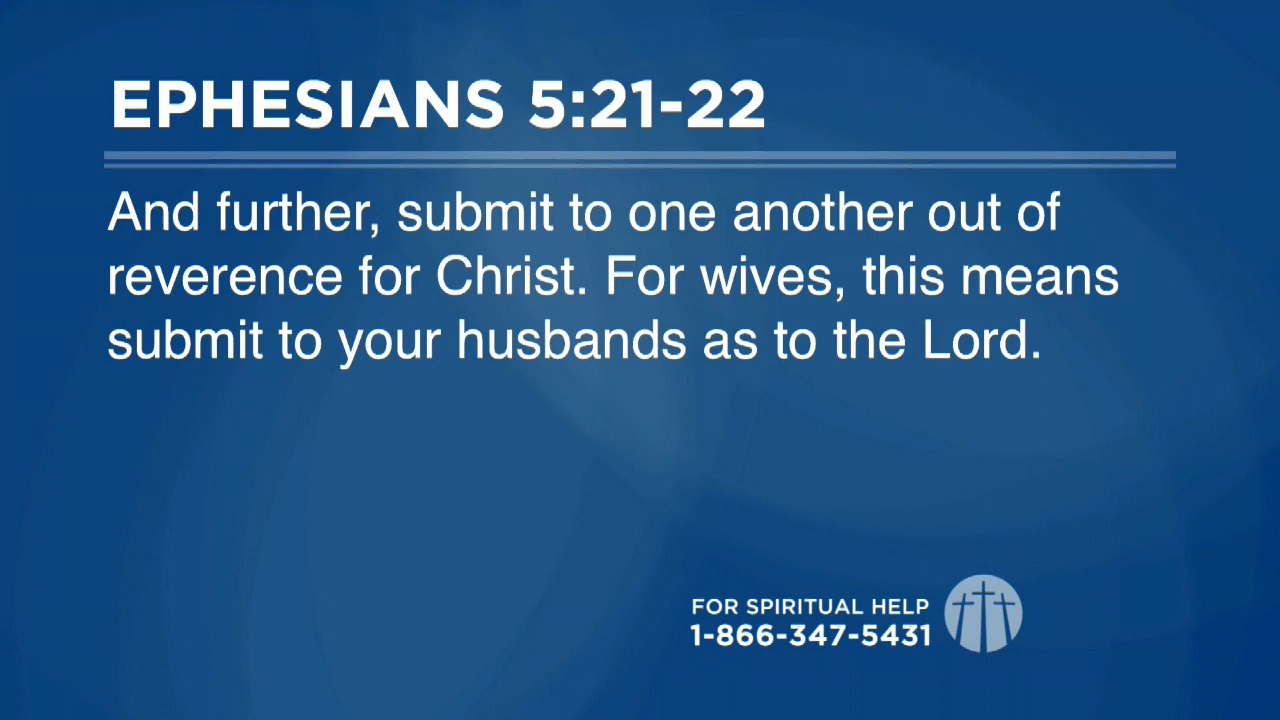 EPHESIANS 5:21-22
And further, submit to one another out of
reverence for Christ. For wives, this means
submit to your husbands as to the Lord.
FOR SPIRITUAL HELP
1-866-347-5431